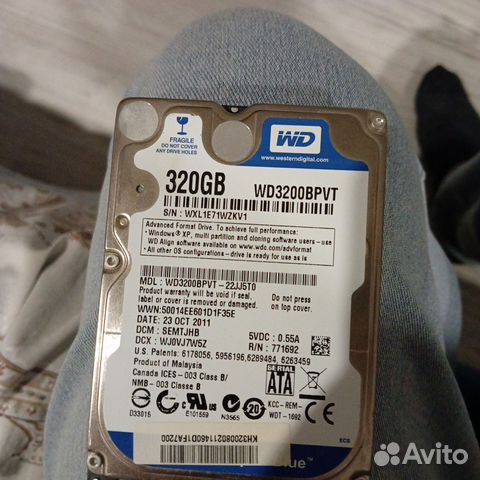 FRAGILE
DO NOT COVER
ANY DRIVE HOLES
WD
www.westerndigital.com
320GB
WD3200BPVT
S/N: WXL1E71WZKV1
Advanced Format Drive. To achieve full performance:
• Windows® XP, multi partition and cloning software users - use
WD Align software available on www.wdc.com/advformat
• All other OS configurations - drive is ready for use as is.
MDL: WD3200BPVT-22JJ5T0
Product warranty will be void if seal,
label or cover is removed or damaged.
Do not press
on top cover
WWN:50014EE601D1F35E
DATE: 23 OCT 2011
DCM: SEMTJHB
DCX: WJ0VJ7W5Z
5VDC: 0.55A
R/N: 771692
U.S. Patents: 6178056, 5956196, 6289484, 6263459
Product of Malaysia
Canada ICES-003 Class B/
NMB-003 Classe B
SERIAL
ATA
D33015
E101559
N3565
20
KCC-REM-
WDT-1692
CE
ECS
KH32008021146001FA7200
Blue™
Avito